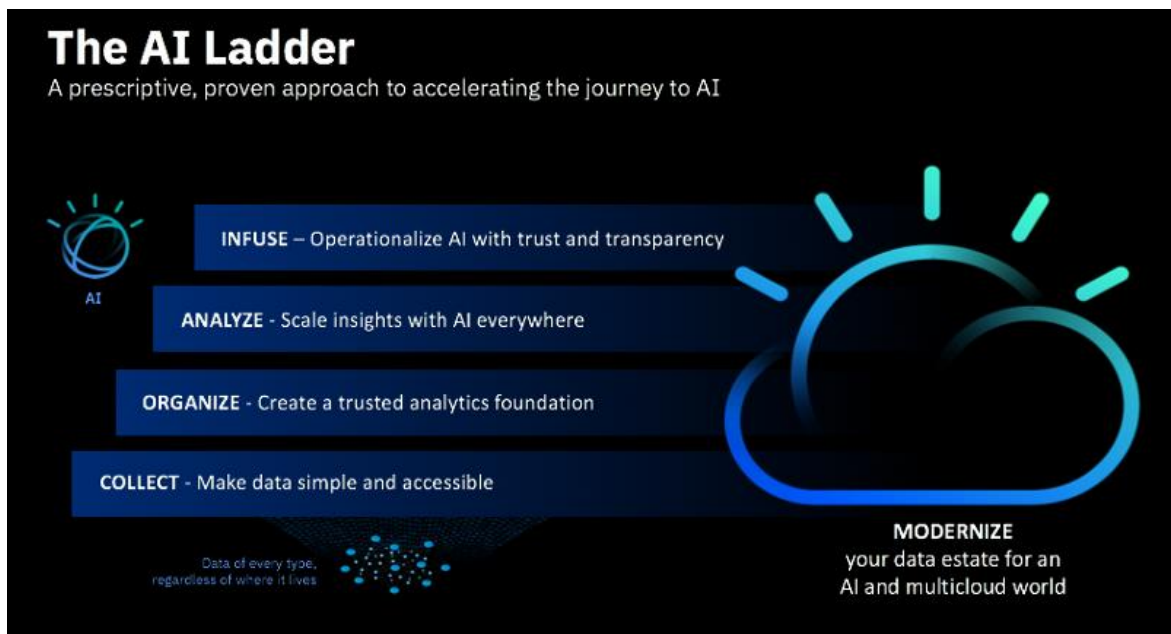 The AI Ladder
A prescriptive, proven approach to accelerating the journey to AI
AI
INFUSE – Operationalize AI with trust and transparency
ANALYZE - Scale insights with AI everywhere
ORGANIZE - Create a trusted analytics foundation
COLLECT - Make data simple and accessible
Data of every type,
regardless of where it lives
MODERNIZE
your data estate for an
AI and multicloud world